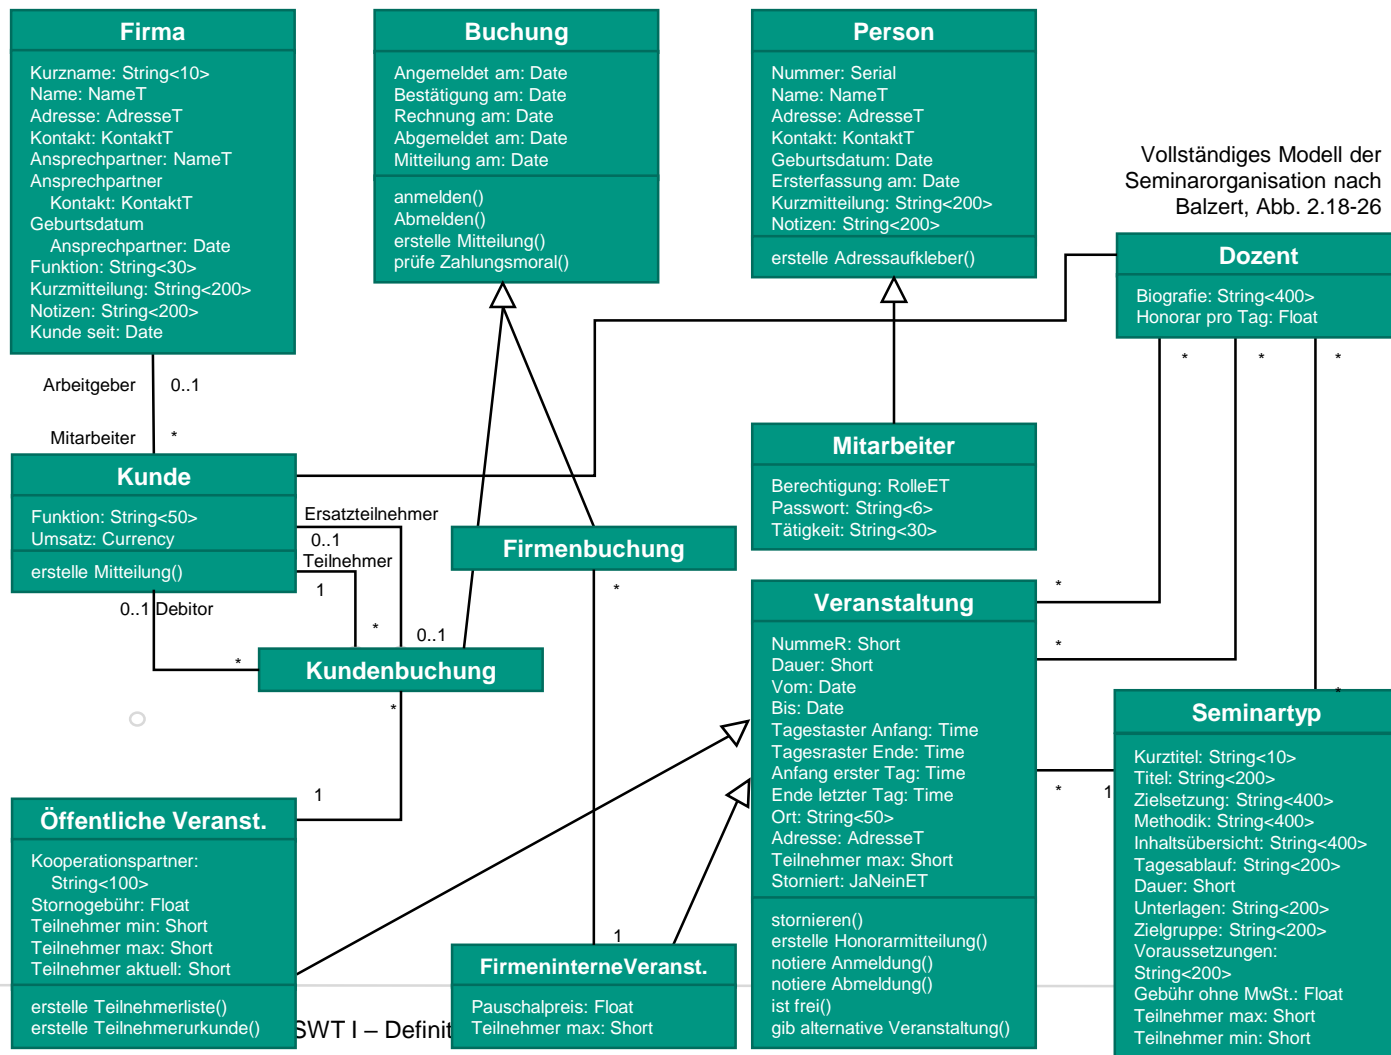 Firma
Kurzname: String<10>
Name: NameT
Adresse: AdresseT
Kontakt: KontaktT
Ansprechpartner: NameT
Ansprechpartner
Kontakt: KontaktT
Geburtsdatum
Ansprechpartner: Date
Funktion: String<30>
Kurzmitteilung: String<200>
Notizen: String<200>
Kunde seit: Date
Buchung
Angemeldet am: Date
Bestätigung am: Date
Rechnung am: Date
Abgemeldet am: Date
Mitteilung am: Date
anmelden()
Abmelden()
erstelle Mitteilung()
prüfe Zahlungsmoral()
Person
Nummer: Serial
Name: NameT
Adresse: AdresseT
Kontakt: KontaktT
Geburtsdatum: Date
Ersterfassung am: Date
Kurzmitteilung: String<200>
Notizen: String<200>
erstelle Adressaufkleber()
Vollständiges Modell der
Seminarorganisation nach
Balzert, Abb. 2.18-26
Dozent
Biografie: String<400>
Honorar pro Tag: Float
* * *
Arbeitgeber 0..1
Mitarbeiter *
Kunde
Funktion: String<50>
Umsatz: Currency
erstelle Mitteilung()
Ersatzteilnehmer
0..1
Teilnehmer
1
0..1 Debitor
*
0..1
*
Kundenbuchung
*
1
Firmenbuchung
*
1
Mitarbeiter
Berechtigung: RolleET
Passwort: String<6>
Tätigkeit: String<30>
Veranstaltung
NummeR: Short
Dauer: Short
Vom: Date
Bis: Date
Tagestaster Anfang: Time
Tagesraster Ende: Time
Anfang erster Tag: Time
Ende letzter Tag: Time
Ort: String<50>
Adresse: AdresseT
Teilnehmer max: Short
Storniert: JaNeinET
stornieren()
erstelle Honorarmitteilung()
notiere Anmeldung()
notiere Abmeldung()
ist frei()
gib alternative Veranstaltung()
*
*
* 1
*
Seminartyp
Kurztitel: String<10>
Titel: String<200>
Zielsetzung: String<400>
Methodik: String<400>
Inhaltsübersicht: String<400>
Tagesablauf: String<200>
Dauer: Short
Unterlagen: String<200>
Zielgruppe: String<200>
Voraussetzungen:
String<200>
Gebühr ohne MwSt.: Float
Teilnehmer max: Short
Teilnehmer min: Short
Öffentliche Veranst.
Kooperationspartner:
String<100>
Stornogebühr: Float
Teilnehmer min: Short
Teilnehmer max: Short
Teilnehmer aktuell: Short
erstelle Teilnehmerliste()
erstelle Teilnehmerurkunde()
FirmeninterneVeranst.
Pauschalpreis: Float
Teilnehmer max: Short
SWT I – Definit